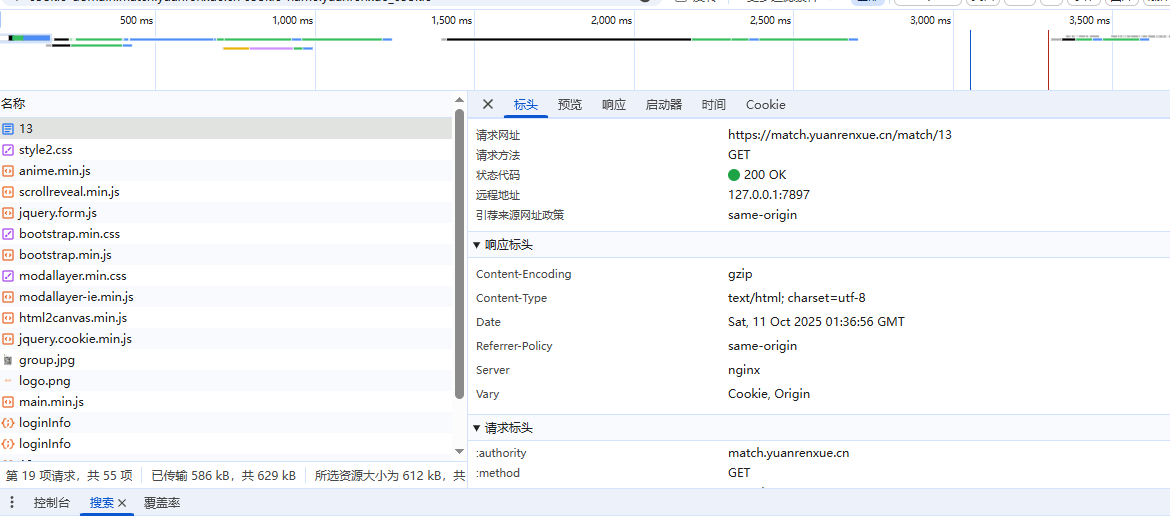 500 ms 1,000 ms 1,500 ms 2,000 ms 2,500 ms 3,000 ms 3,500 ms
名称
13
style2.css
anime.min.js
scrollreveal.min.js
jquery.form.js
bootstrap.min.css
bootstrap.min.js
modallayer.min.css
modallayer-ie.min.js
html2canvas.min.js
jquery.cookie.min.js
group.jpg
logo.png
main.min.js
loginInfo
loginInfo
第 19 项请求，共 55 项 已传输 586 kB，共 629 kB 所选资源大小为 612 kB，共
标头 预览 响应 启动器 时间 Cookie
请求网址 https://match.yuanrenxue.cn/match/13
请求方法 GET
状态代码 200 OK
远程地址 127.0.0.1:7897
引荐来源网址政策 same-origin
▼ 响应标头
Content-Encoding gzip
Content-Type text/html; charset=utf-8
Date Sat, 11 Oct 2025 01:36:56 GMT
Referrer-Policy same-origin
Server nginx
Vary Cookie, Origin
▼ 请求标头
:authority match.yuanrenxue.cn
:method GET
控制台 搜索 覆盖率